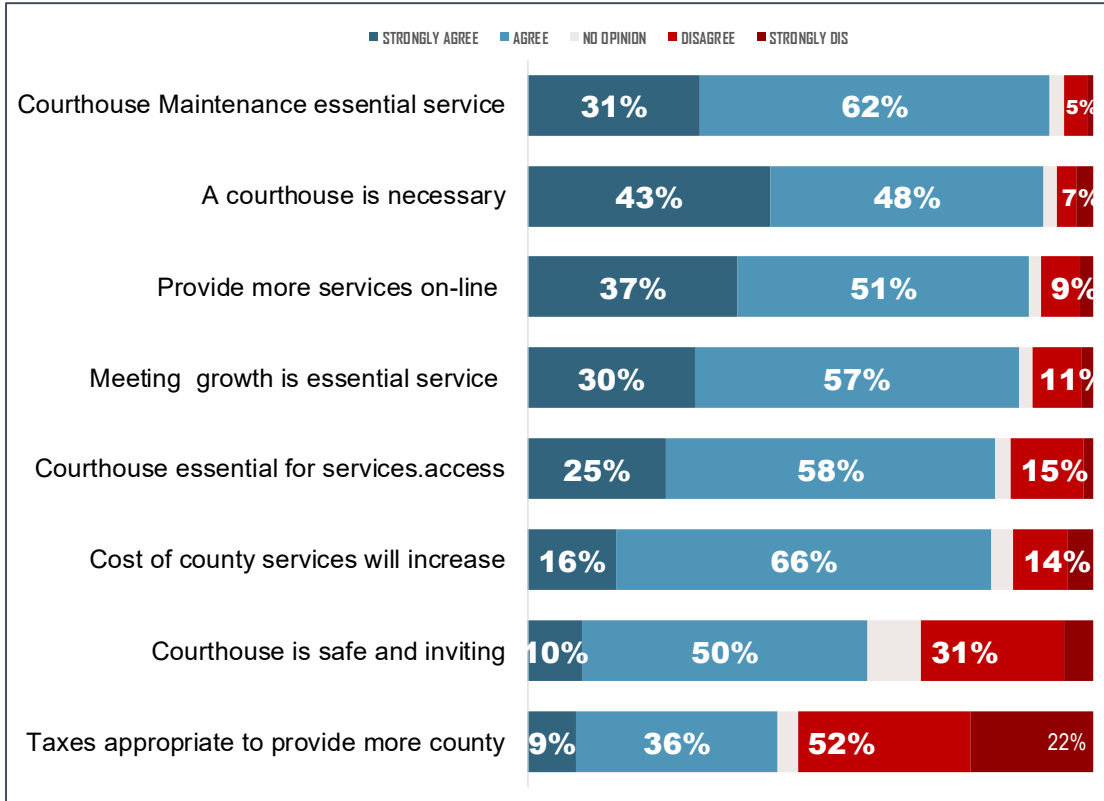 STRONGLY AGREE AGREE NO OPINION DISAGREE STRONGLY DIS
Courthouse Maintenance essential service 31% 62% 5%
A courthouse is necessary 43% 48% 7%
Provide more services on-line 37% 51% 9%
Meeting growth is essential service 30% 57% 11%
Courthouse essential for services.access 25% 58% 15%
Cost of county services will increase 16% 66% 14%
Courthouse is safe and inviting 10% 50% 31%
Taxes appropriate to provide more county 9% 36% 52% 22%